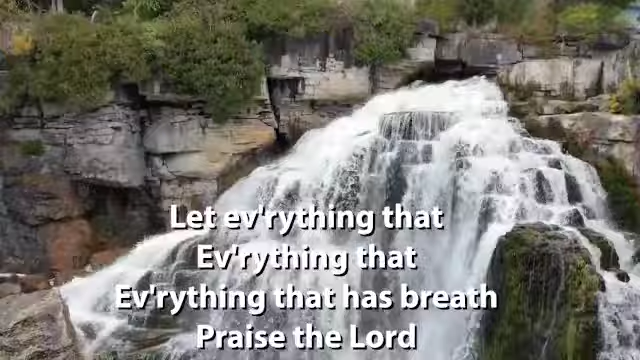 Let ev'rything that
Ev'rything that
Ev'rything that has breath
Praise the Lord